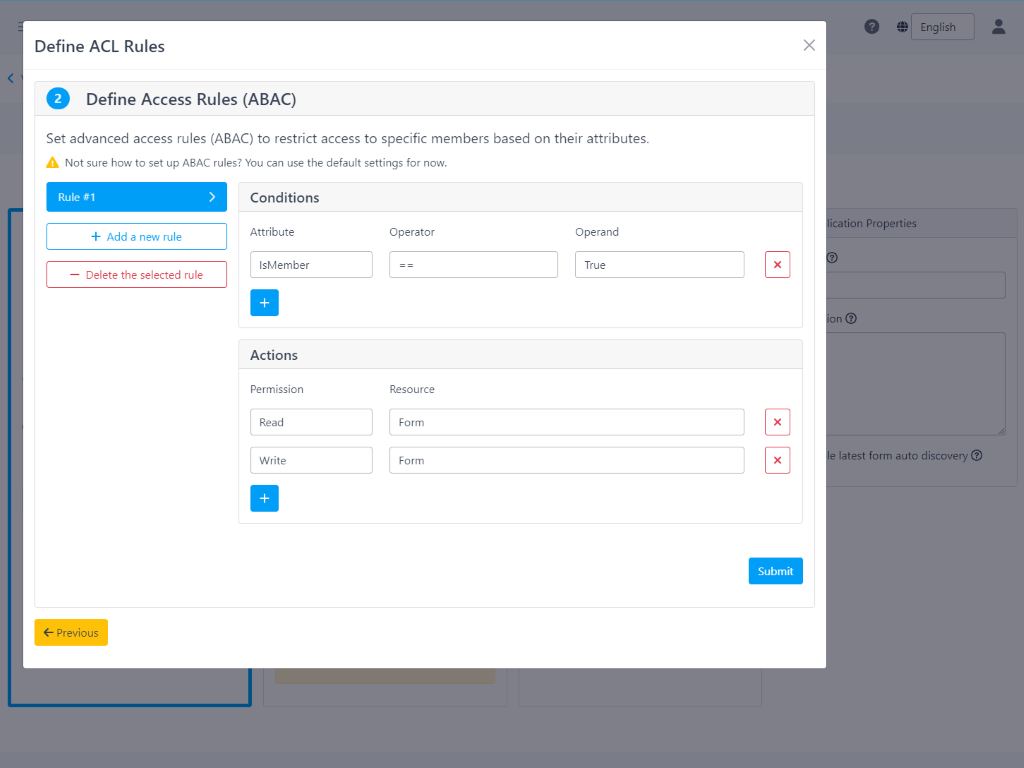 Define ACL Rules
English
2 Define Access Rules (ABAC)
Set advanced access rules (ABAC) to restrict access to specific members based on their attributes.
Not sure how to set up ABAC rules? You can use the default settings for now.
Rule #1
+ Add a new rule
− Delete the selected rule
Conditions
Attribute Operator Operand
IsMember == True
+
Actions
Permission Resource
Read Form
Write Form
+
Submit
← Previous
Properties
latest form auto discovery